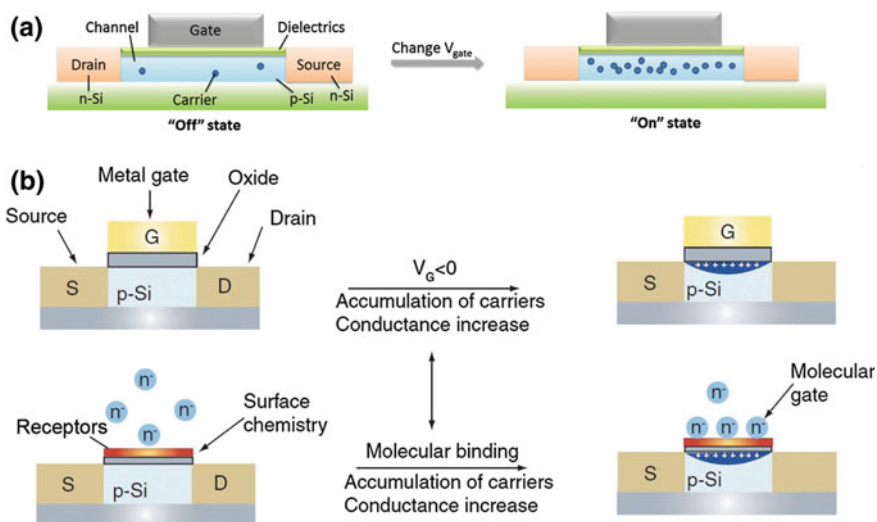 (a)
Channel
Gate
Dielectrics
Drain
Source
n-Si
Carrier
p-Si
n-Si
"Off" state
Change Vgate
"On" state
(b)
Metal gate
Oxide
Source
Drain
G
S
p-Si
D
VG<0
Accumulation of carriers
Conductance increase
G
++++++
S
p-Si
D
n-
n-
n-
n-
Receptors
Surface
chemistry
S
p-Si
D
Molecular binding
Accumulation of carriers
Conductance increase
n-
Molecular
gate
n- n- n-
++++++
S
p-Si
D